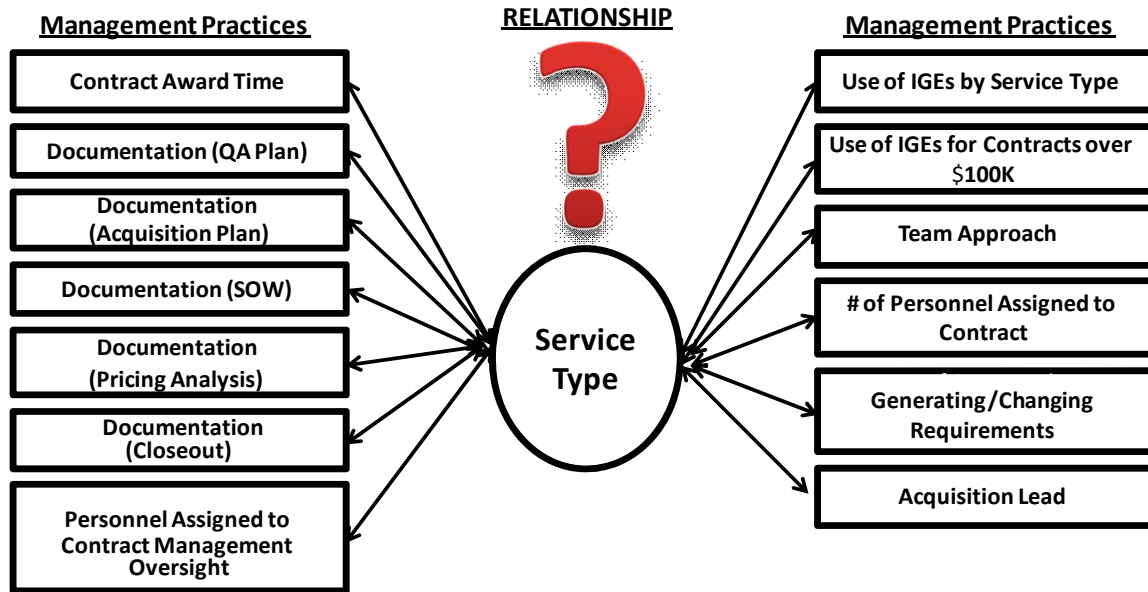 Management Practices
Contract Award Time
Documentation (QA Plan)
Documentation
(Acquisition Plan)
Documentation (SOW)
Documentation
(Pricing Analysis)
Documentation
(Closeout)
Personnel Assigned to
Contract Management
Oversight
RELATIONSHIP
?
Service
Type
Management Practices
Use of IGEs by Service Type
Use of IGEs for Contracts over
$100K
Team Approach
# of Personnel Assigned to
Contract
Generating/Changing
Requirements
Acquisition Lead